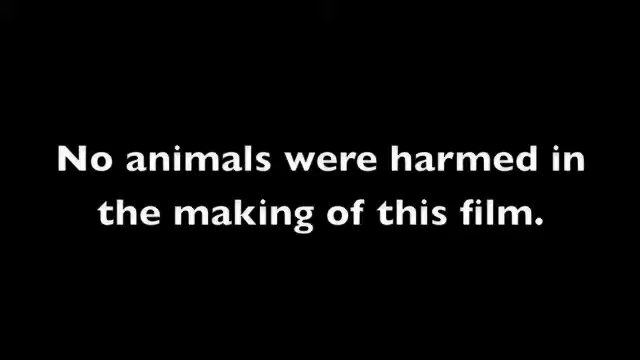 No animals were harmed in
the making of this film.